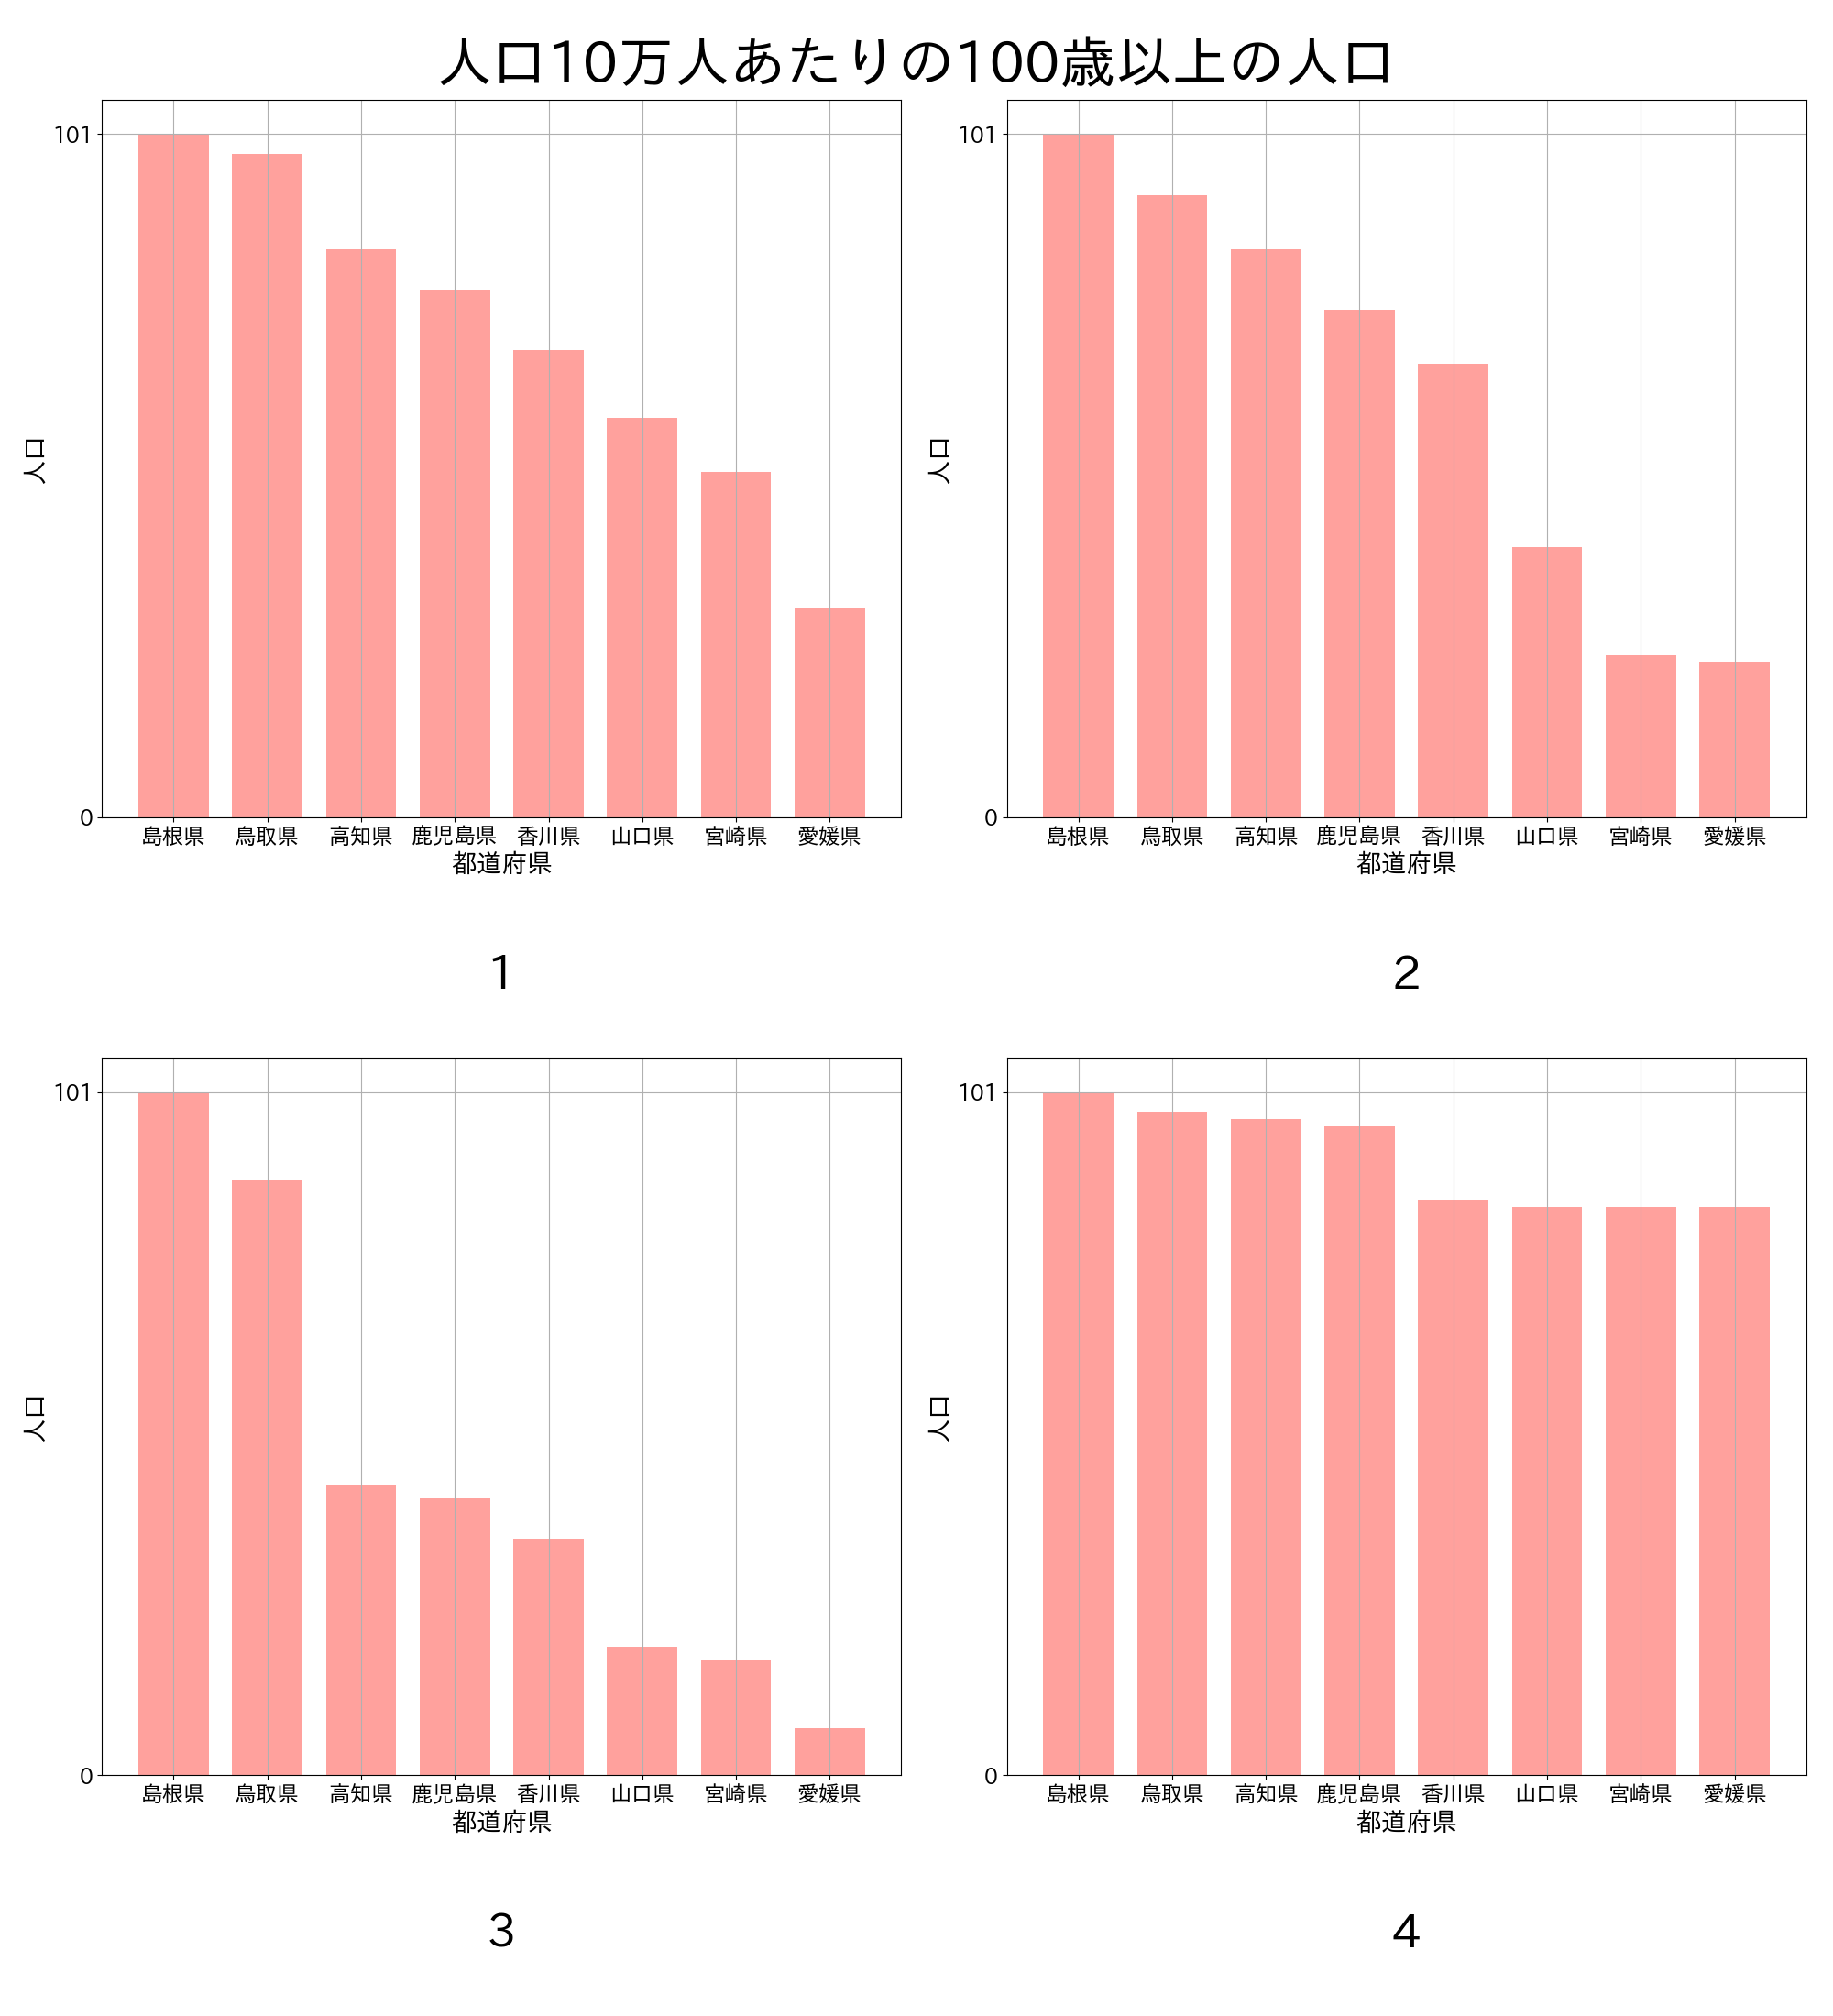 人口10万人あたりの100歳以上の人口
101
0
人口
島根県 鳥取県 高知県 鹿児島県 香川県 山口県 宮崎県 愛媛県
都道府県
1
101
0
人口
島根県 鳥取県 高知県 鹿児島県 香川県 山口県 宮崎県 愛媛県
都道府県
2
101
0
人口
島根県 鳥取県 高知県 鹿児島県 香川県 山口県 宮崎県 愛媛県
都道府県
3
101
0
人口
島根県 鳥取県 高知県 鹿児島県 香川県 山口県 宮崎県 愛媛県
都道府県
4